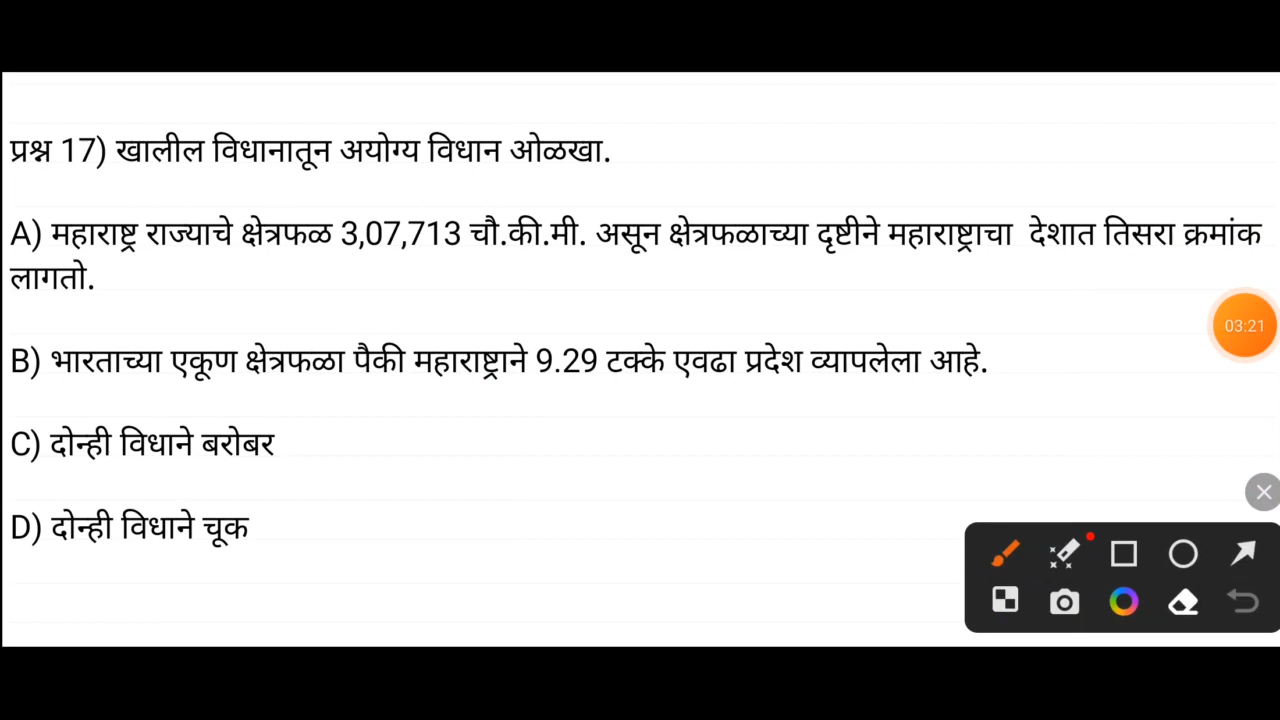 प्रश्न 17) खालील विधानातून अयोग्य विधान ओळखा.
A) महाराष्ट्र राज्याचे क्षेत्रफळ 3,07,713 चौ.की.मी. असून क्षेत्रफळाच्या दृष्टीने महाराष्ट्राचा देशात तिसरा क्रमांक
लागतो.
03:21
B) भारताच्या एकूण क्षेत्रफळा पैकी महाराष्ट्राने 9.29 टक्के एवढा प्रदेश व्यापलेला आहे.
C) दोन्ही विधाने बरोबर
D) दोन्ही विधाने चूक